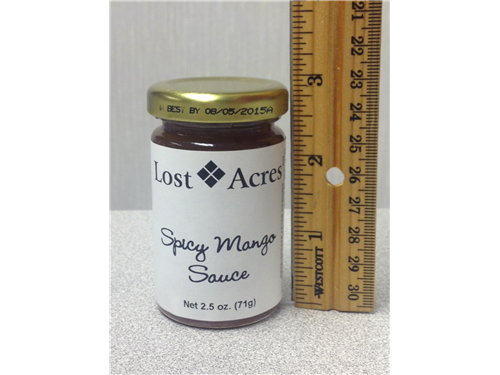 BEST BY 08/05/2015A
Lost Acres
Spicy Mango
Sauce
Net 2.5 oz. (71g)
3
2
1
WESTCOTT
21
22
23
24
25
26
27
28
29
30